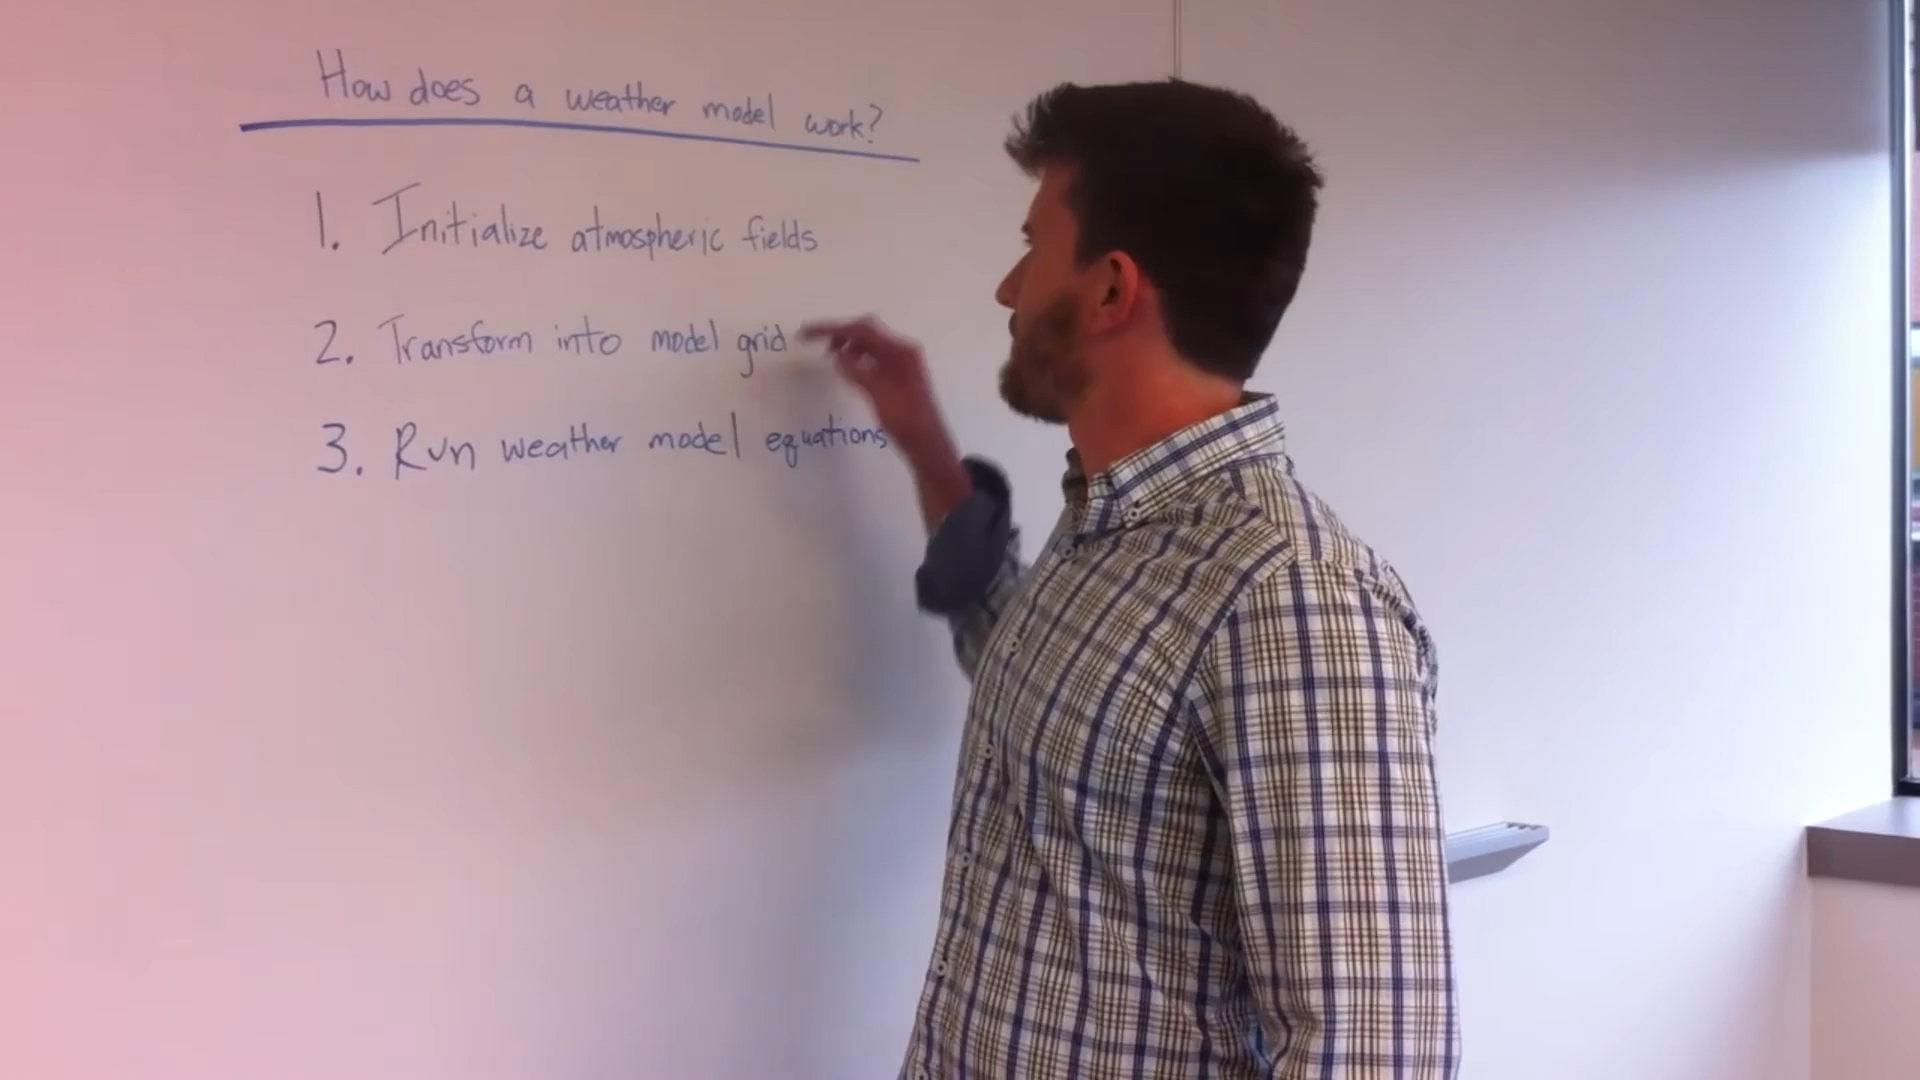 How does a weather model work?
1. Initialize atmospheric fields
2. Transform into model grid
3. Run weather model equations